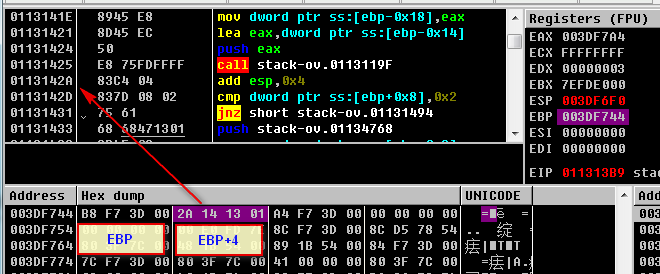 0113141E 8945 E8 mov dword ptr ss:[ebp-0x18],eax
01131421 8D45 EC lea eax,dword ptr ss:[ebp-0x14]
01131424 50 push eax
01131425 E8 75FDFFFF call stack-ov.0113119F
0113142A 83C4 04 add esp,0x4
0113142D 837D 08 02 cmp dword ptr ss:[ebp+0x8],0x2
01131431 75 61 jnz short stack-ov.01131494
01131433 68 68471301 push stack-ov.01134768
Registers (FPU)
EAX 003DF7A4
ECX FFFFFFFF
EDX 00000003
EBX 7EFDE000
ESP 003DF6F0
EBP 003DF744
ESI 00000000
EDI 00000000
EIP 011313B9 stac
Address Hex dump UNICODE Ad
003DF744 B8 F7 3D 00 2A 14 13 01 A4 F7 3D 00 00 00 00 00
003DF754 8C F7 3D 00 8C D5 78 54
003DF764 89 1B 54 00 84 F7 3D 00
003DF774 7C F7 3D 00 80 3F 7C 00 41 00 00 00 80 3F 7C 00
EBP
EBP+4
003
003
003
003